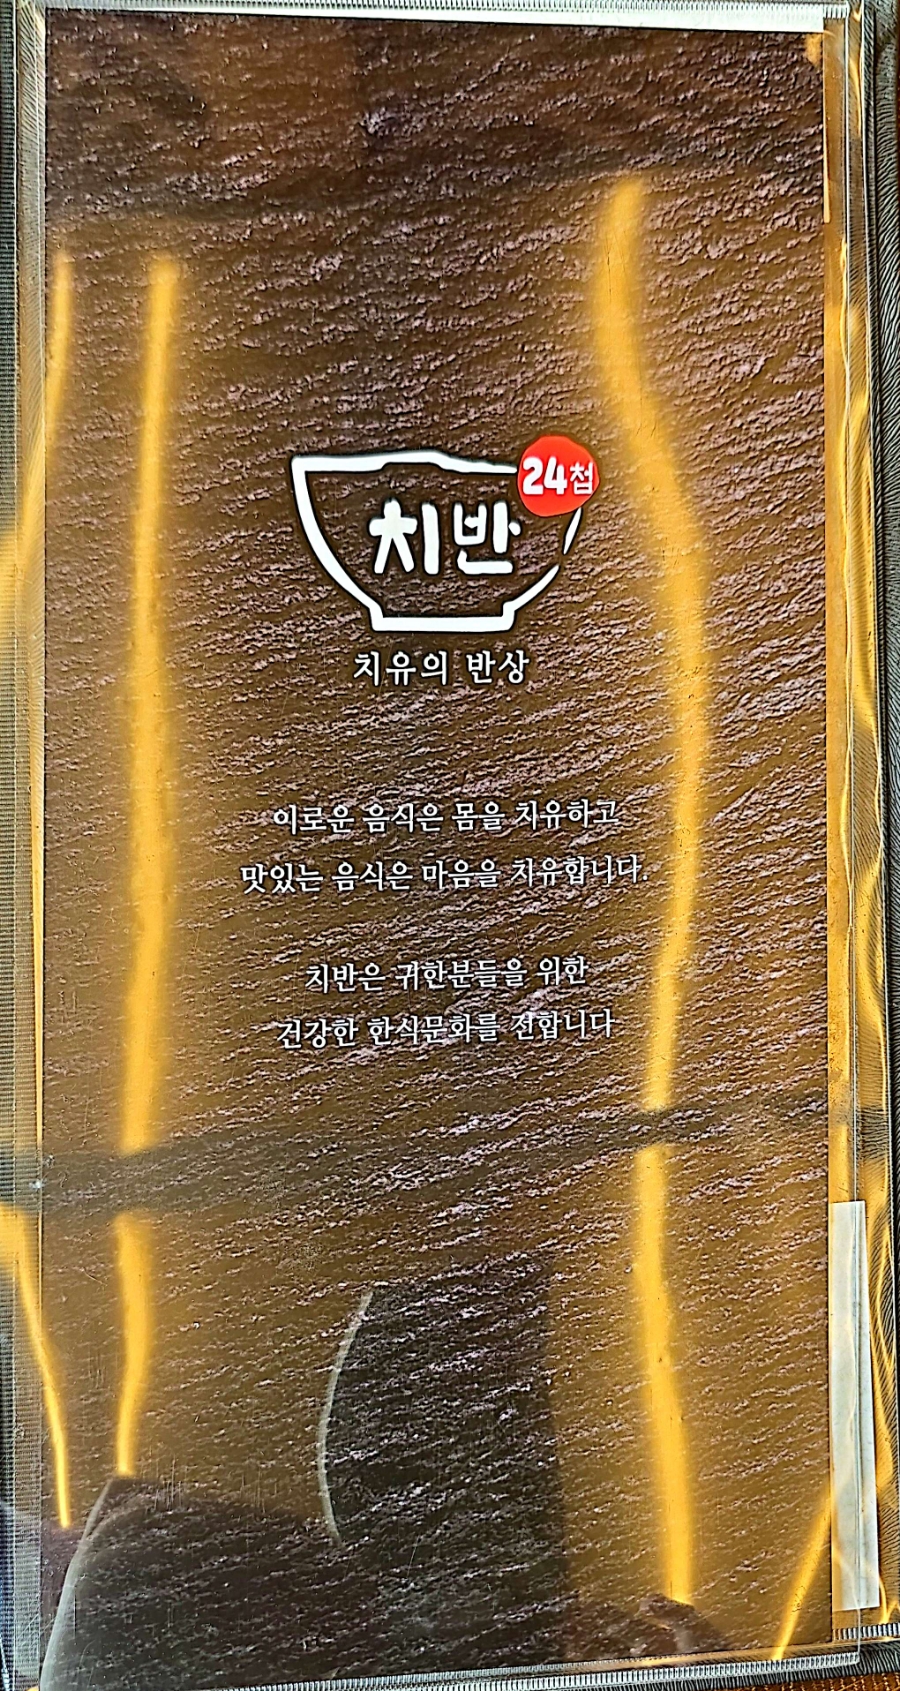 24첩
치반
치유의 반상
이로운 음식은 몸을 치유하고
맛있는 음식은 마음을 치유합니다.
치반은 귀한분들을 위한
건강한 한식문화를 전합니다